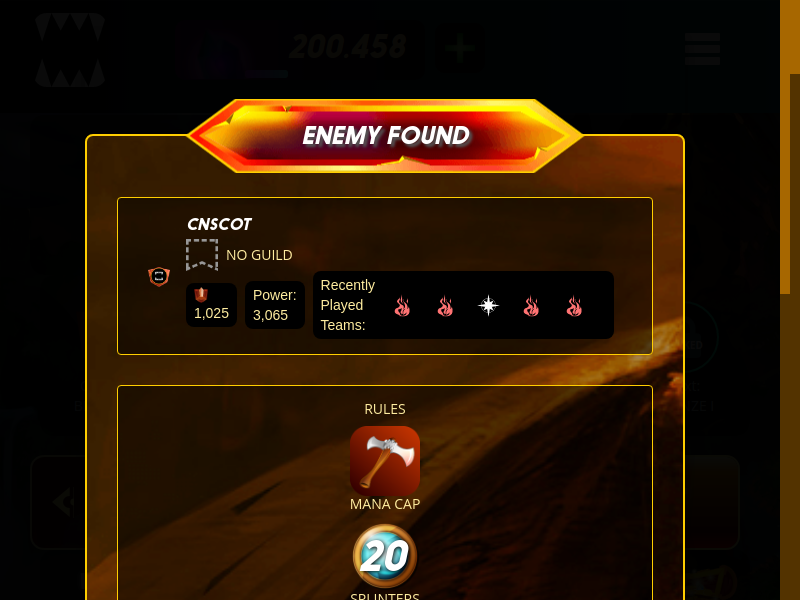 200.458
ENEMY FOUND
CNSCOT
NO GUILD
1,025
Power:
3,065
Recently
Played
Teams:
RULES
MANA CAP
20
SPLINTERS